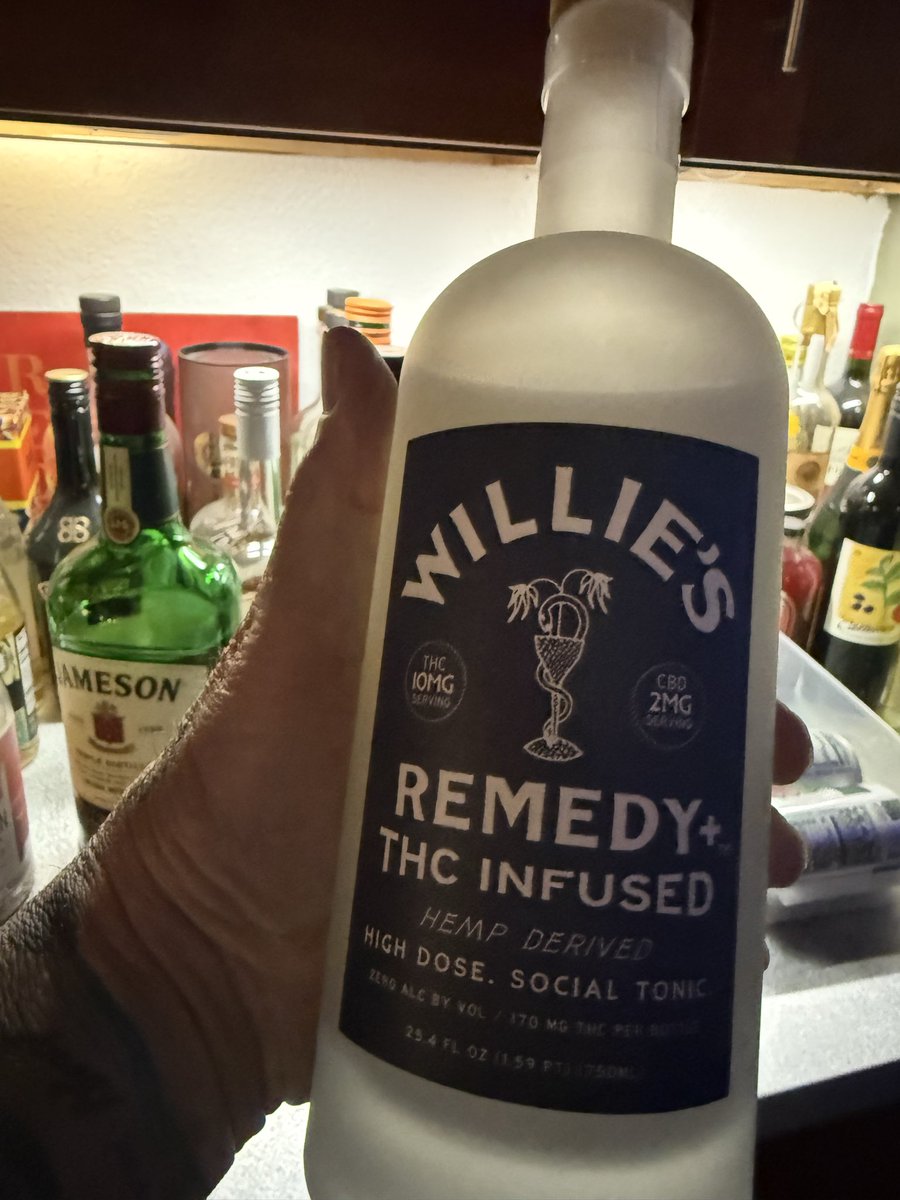 WILLIE'S
THC
10MG
SERVING
CBD
2MG
SERVING
REMEDY+
THC INFUSED
HEMP DERIVED
HIGH DOSE. SOCIAL TONIC
ZERO ALC BY VOL / 170 MG THC PER BOTTLE
25.4 FL OZ (1.59 PT) (750ML)
JAMESON
88
R